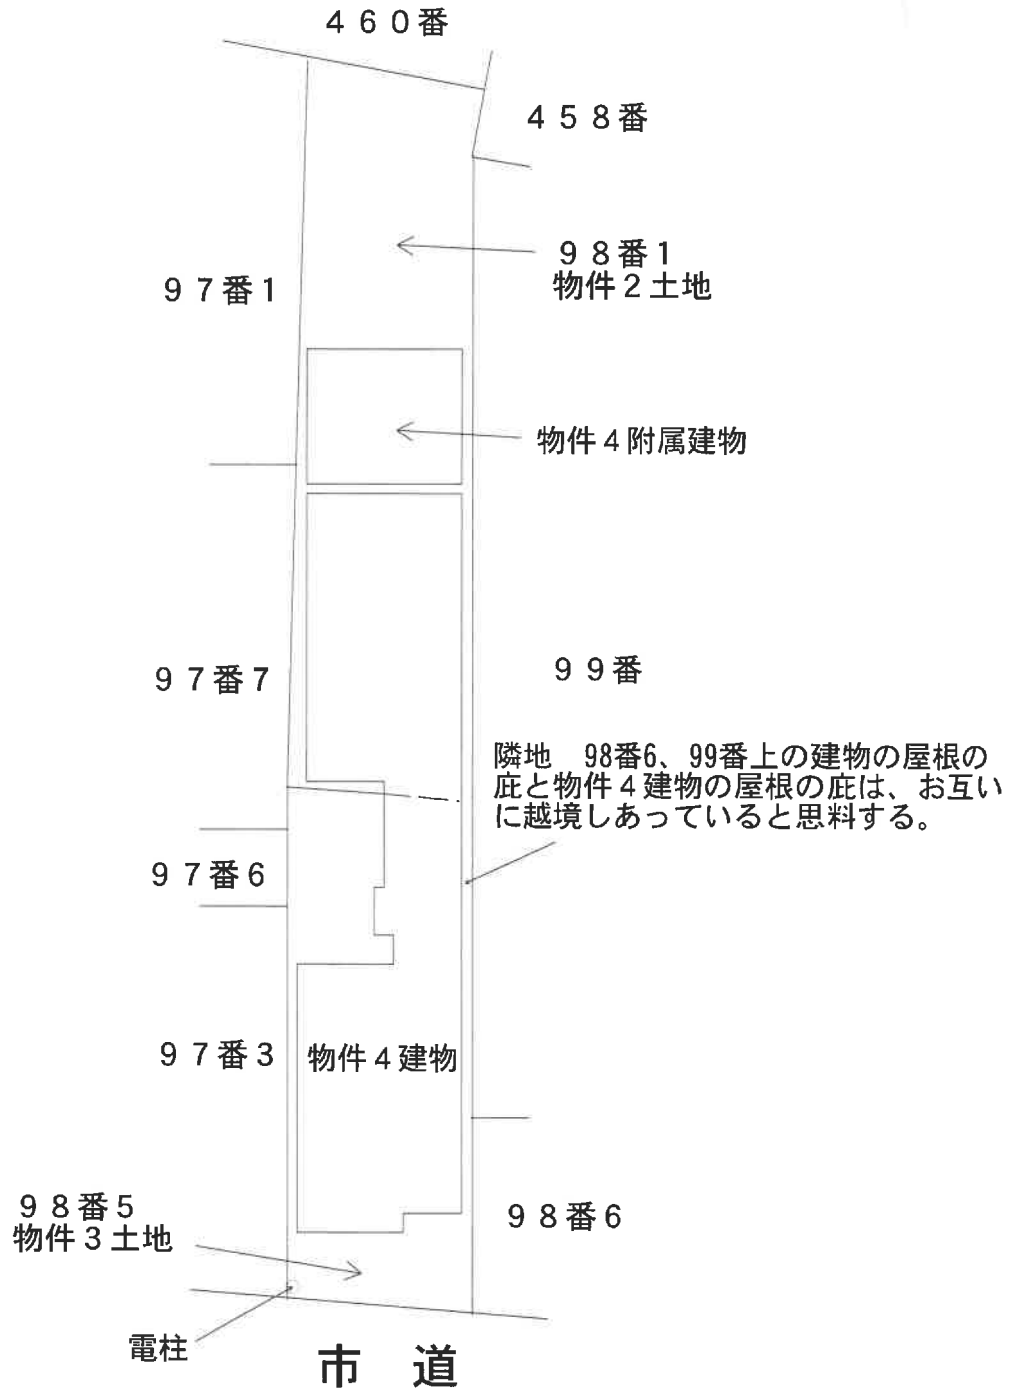 ４６０番
４５８番
９８番１
物件２土地
９７番１
物件４附属建物
９７番７
９９番
隣地　98番6、99番上の建物の屋根の
庇と物件４建物の屋根の庇は、お互い
に越境しあっていると思料する。
９７番６
９７番３
物件４建物
９８番５
物件３土地
９８番６
電柱
市　道